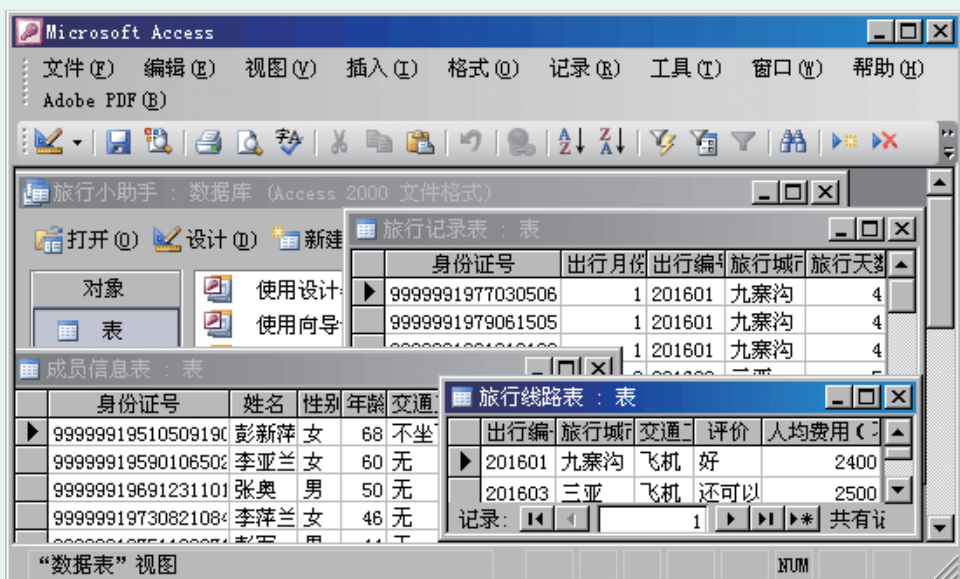 Microsoft Access
文件(F) 编辑(E) 视图(V) 插入(I) 格式(O) 记录(R) 工具(T) 窗口(W) 帮助(H)
Adobe PDF(B)
旅行小助手 : 数据库 (Access 2000 文件格式)
打开(O) 设计(D) 新建
对象
表
使用设计
使用向导
旅行记录表 : 表
身份证号 出行月份 出行编号 旅行城市 旅行天数
9999991977030506 1 201601 九寨沟 4
9999991979061505 1 201601 九寨沟 4
1 201601 九寨沟 4
成员信息表 : 表
身份证号 姓名 性别 年龄 交通
99999919510509190 彭新萍 女 68 不坐
99999919590106502 李亚兰 女 60 无
99999919691231101 张奥 男 50 无
99999919730821084 李萍兰 女 46 无
旅行线路表 : 表
出行编 旅行城市 交通工 评价 人均费用(
201601 九寨沟 飞机 好 2400
201603 三亚 飞机 还可以 2500
记录: 1 共有记
“数据表”视图
NUM